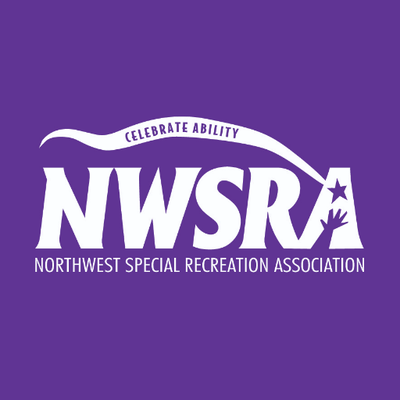 CELEBRATE ABILITY
NWSRA
NORTHWEST SPECIAL RECREATION ASSOCIATION